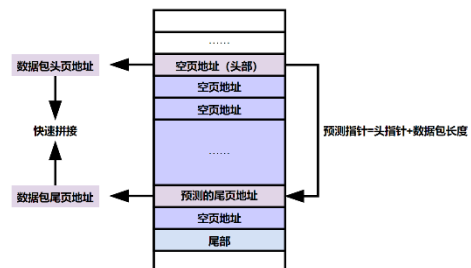 ……
数据包头页地址
空页地址（头部）
空页地址
空页地址
快速拼接
……
预测指针=头指针+数据包长度
数据包尾页地址
预测的尾页地址
空页地址
尾部